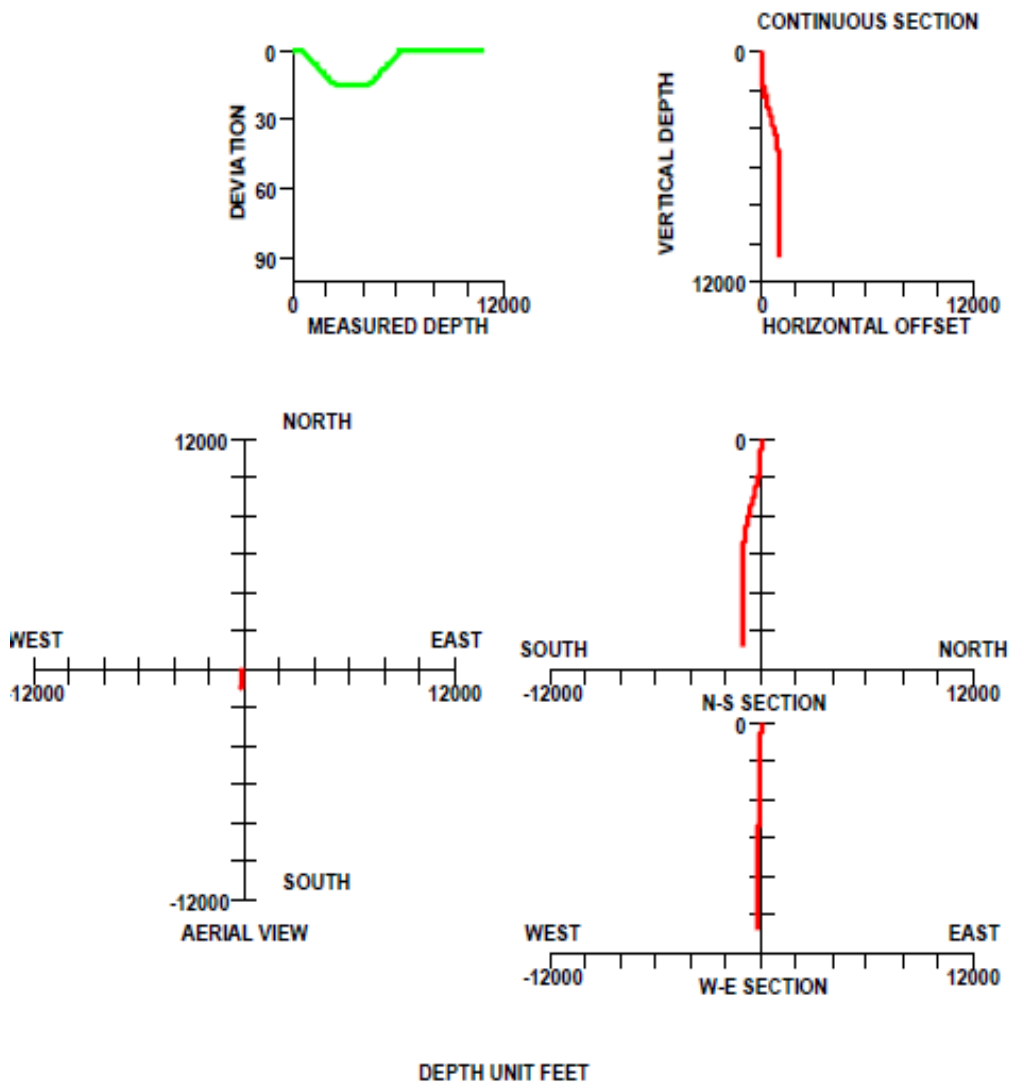 CONTINUOUS SECTION
0
30
60
90
DEVIATION
0
12000
MEASURED DEPTH
0
VERTICAL DEPTH
12000
0
12000
HORIZONTAL OFFSET
NORTH
12000
WEST
EAST
-12000
12000
SOUTH
-12000
AERIAL VIEW
0
SOUTH
NORTH
-12000
12000
N-S SECTION
0
WEST
EAST
-12000
12000
W-E SECTION
DEPTH UNIT FEET